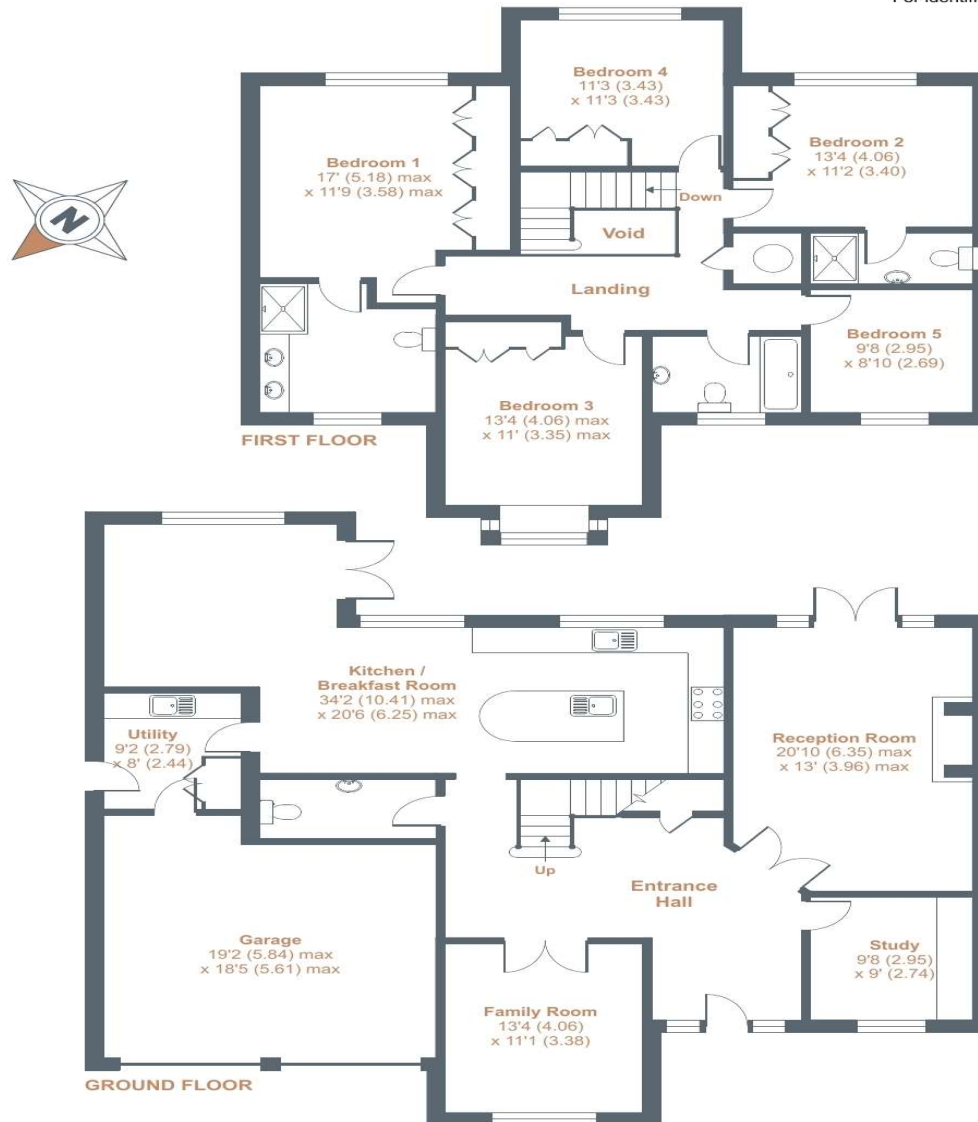 Bedroom 4
11'3 (3.43)
x 11'3 (3.43)
Bedroom 1
17' (5.18) max
x 11'9 (3.58) max
Bedroom 2
13'4 (4.06)
x 11'2 (3.40)
Down
Void
N
Landing
Bedroom 5
9'8 (2.95)
x 8'10 (2.69)
Bedroom 3
13'4 (4.06) max
x 11' (3.35) max
FIRST FLOOR
Kitchen /
Breakfast Room
34'2 (10.41) max
x 20'6 (6.25) max
Utility
9'2 (2.79)
x 8' (2.44)
Reception Room
20'10 (6.35) max
x 13' (3.96) max
Up
Entrance
Hall
Garage
19'2 (5.84) max
x 18'5 (5.61) max
Study
9'8 (2.95)
x 9' (2.74)
Family Room
13'4 (4.06)
x 11'1 (3.38)
GROUND FLOOR